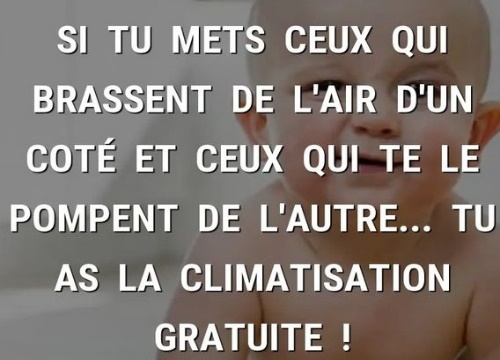 SI TU METS CEUX QUI
BRASSENT DE L'AIR D'UN
COTÉ ET CEUX QUI TE LE
POMPENT DE L'AUTRE... TU
AS LA CLIMATISATION
GRATUITE !